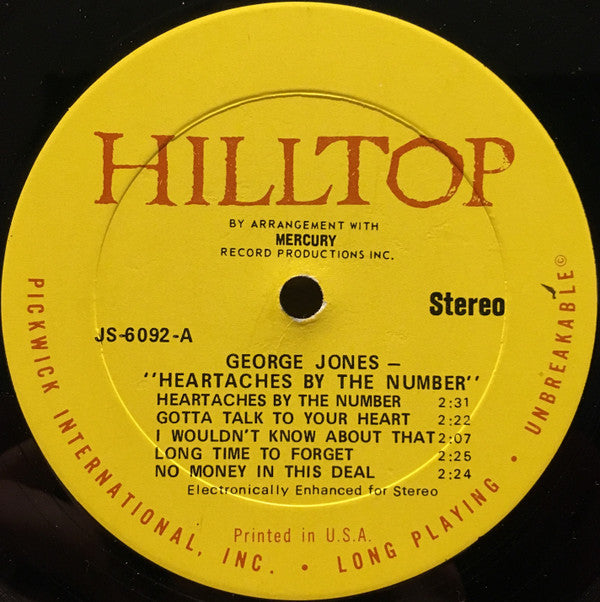 HILLTOP
BY ARRANGEMENT WITH
MERCURY
RECORD PRODUCTIONS INC.
Stereo
JS-6092-A
GEORGE JONES —
"HEARTACHES BY THE NUMBER"
HEARTACHES BY THE NUMBER 2:31
GOTTA TALK TO YOUR HEART 2:22
I WOULDN'T KNOW ABOUT THAT 2:07
LONG TIME TO FORGET 2:25
NO MONEY IN THIS DEAL 2:24
Electronically Enhanced for Stereo
Printed in U.S.A.
PICKWICK INTERNATIONAL, INC. • LONG PLAYING • UNBREAKABLE©